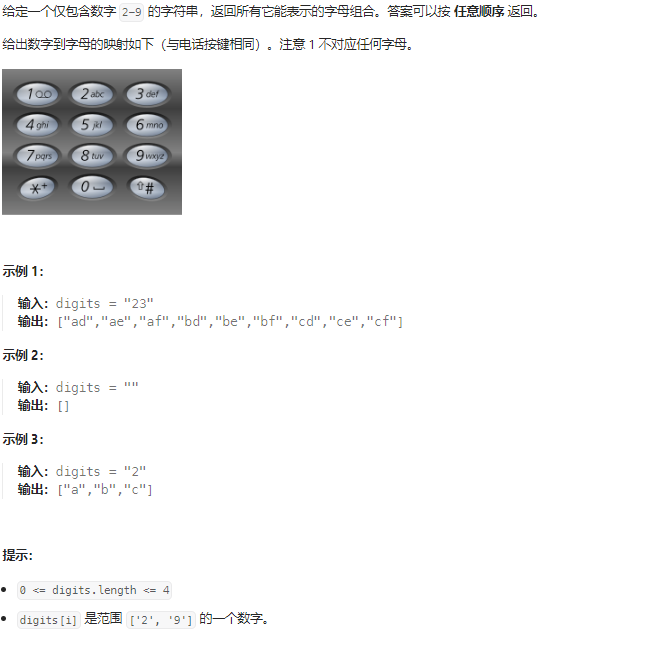 给定一个仅包含数字 2-9 的字符串，返回所有它能表示的字母组合。答案可以按 任意顺序 返回。
给出数字到字母的映射如下（与电话按键相同）。注意 1 不对应任何字母。
1 2 abc 3 def
4 ghi 5 jkl 6 mno
7 pqrs 8 tuv 9 wxyz
*+ 0 #
示例 1：
输入：digits = "23"
输出：["ad","ae","af","bd","be","bf","cd","ce","cf"]
示例 2：
输入：digits = ""
输出：[]
示例 3：
输入：digits = "2"
输出：["a","b","c"]
提示：
0 <= digits.length <= 4
digits[i] 是范围 ['2', '9'] 的一个数字。